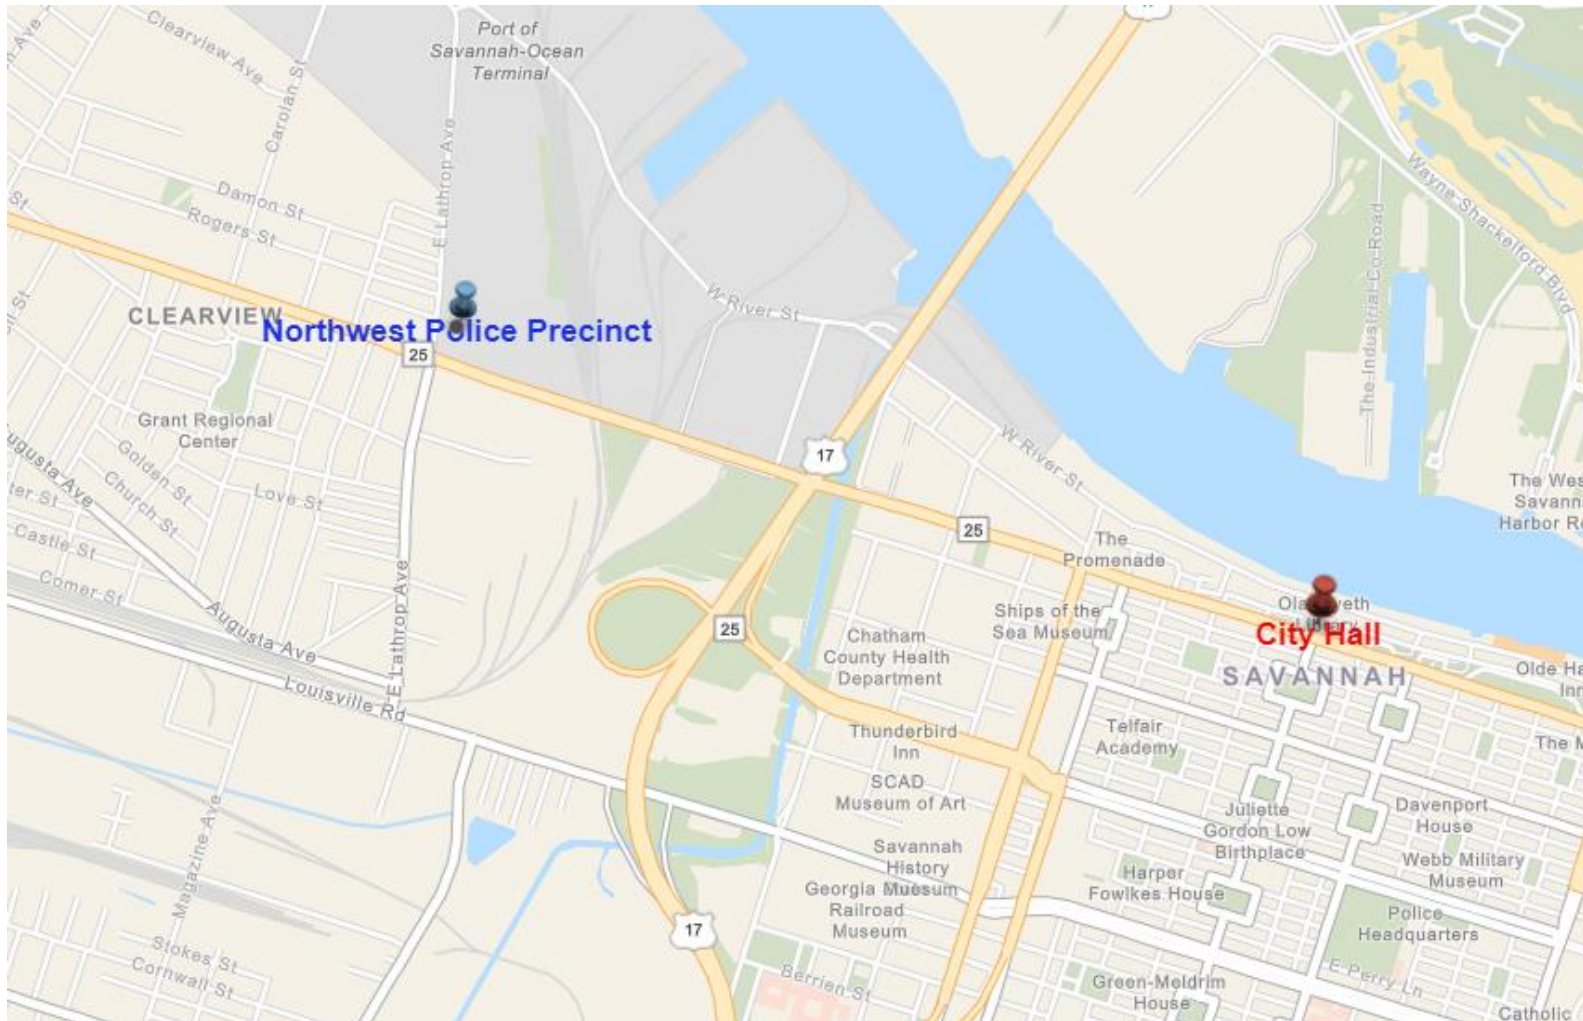 Clearview Ave
Carolan St
Port of
Savannah-Ocean
Terminal
Damon St
Rogers St
St
E Lathrop Ave
CLEARVIEW
Northwest Police Precinct
25
W River St
17
Wayne Shackelford Blvd
The Industrial Co Road
Grant Regional
Center
Golden St
Church St
Love St
Augusta Ave
Castle St
Comer St
Augusta Ave
E Lathrop Ave
Louisville Rd
W River St
25
The
Promenade
The Wes
Savann
Harbor Re
25
Ships of the
Sea Museum
Chatham
County Health
Department
City Hall
SAVANNAH
Olde Ha
Inn
Thunderbird
Inn
Telfair
Academy
The M
SCAD
Museum of Art
Juliette
Gordon Low
Birthplace
Davenport
House
Savannah
History
Georgia
Railroad
Museum
Harper
Fowlkes House
Webb Military
Museum
Police
Headquarters
17
Magazine Ave
Stokes St
Cornwall St
Berrien St
Green-Meldrim
House
E Perry Ln
Catholic